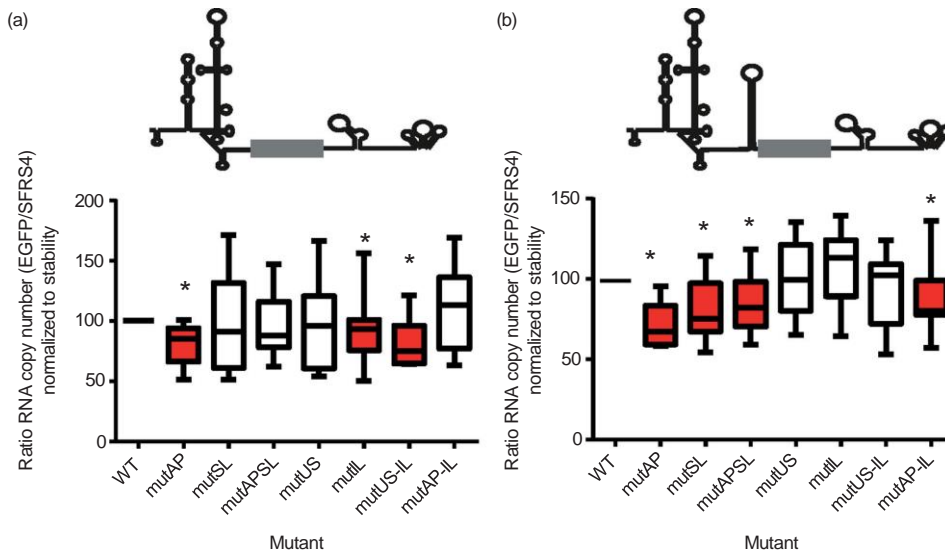 (a)
Ratio RNA copy number (EGFP/SFRS4)
normalized to stability
200
150
100
50
0
*
*
*
WT
mutAP
mutSL
mutAPSL
mutUS
mutIL
mutUS-IL
mutAP-IL
Mutant
(b)
Ratio RNA copy number (EGFP/SFRS4)
normalized to stability
150
100
50
0
*
*
*
*
WT
mutAP
mutSL
mutAPSL
mutUS
mutIL
mutUS-IL
mutAP-IL
Mutant